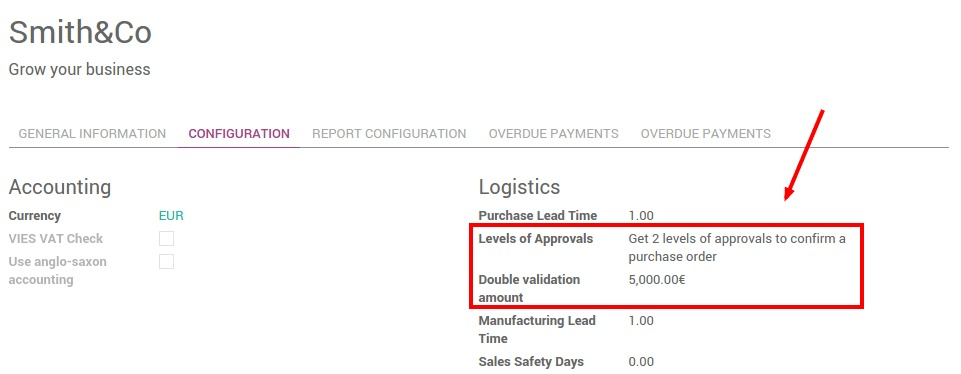 Smith&Co
Grow your business
GENERAL INFORMATION CONFIGURATION REPORT CONFIGURATION OVERDUE PAYMENTS OVERDUE PAYMENTS
Accounting
Currency EUR
VIES VAT Check
Use anglo-saxon
accounting
Logistics
Purchase Lead Time 1.00
Levels of Approvals Get 2 levels of approvals to confirm a
purchase order
Double validation 5,000.00€
amount
Manufacturing Lead 1.00
Time
Sales Safety Days 0.00